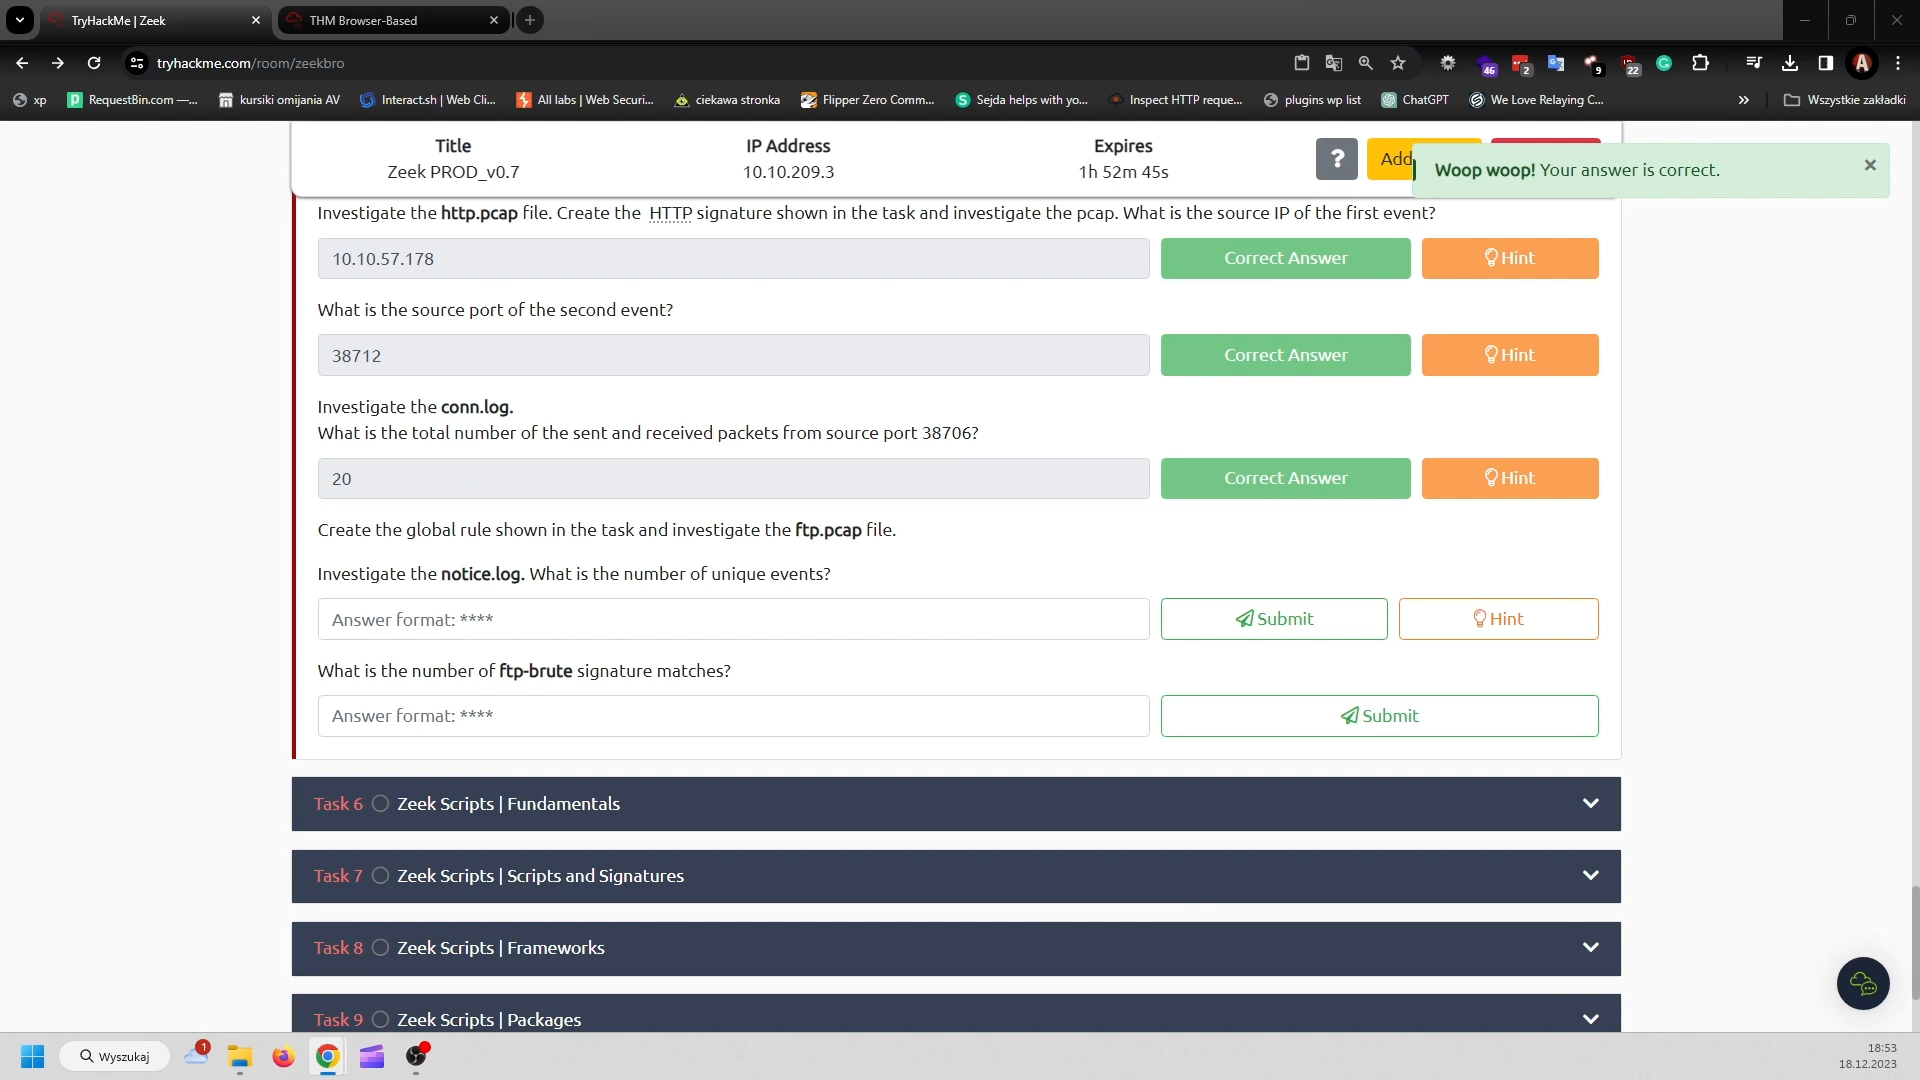 TryHackMe | Zeek
THM Browser-Based
tryhackme.com/room/zeekbro
46
2
9
22
A
xp
RequestBin.com —...
kursiki omijania AV
Interact.sh | Web Cli...
All labs | Web Securi...
ciekawa stronka
Flipper Zero Comm...
Sejda helps with yo...
Inspect HTTP reque...
plugins wp list
ChatGPT
We Love Relaying C...
Wszystkie zakładki
Title
IP Address
Expires
Zeek PROD_v0.7
10.10.209.3
1h 52m 45s
?
Add
Woop woop! Your answer is correct.
Investigate the http.pcap file. Create the HTTP signature shown in the task and investigate the pcap. What is the source IP of the first event?
10.10.57.178
Correct Answer
Hint
What is the source port of the second event?
38712
Correct Answer
Hint
Investigate the conn.log.
What is the total number of the sent and received packets from source port 38706?
20
Correct Answer
Hint
Create the global rule shown in the task and investigate the ftp.pcap file.
Investigate the notice.log. What is the number of unique events?
Answer format: ****
Submit
Hint
What is the number of ftp-brute signature matches?
Answer format: ****
Submit
Task 6 Zeek Scripts | Fundamentals
Task 7 Zeek Scripts | Scripts and Signatures
Task 8 Zeek Scripts | Frameworks
Task 9 Zeek Scripts | Packages
Wyszukaj
1
18:53
18.12.2023